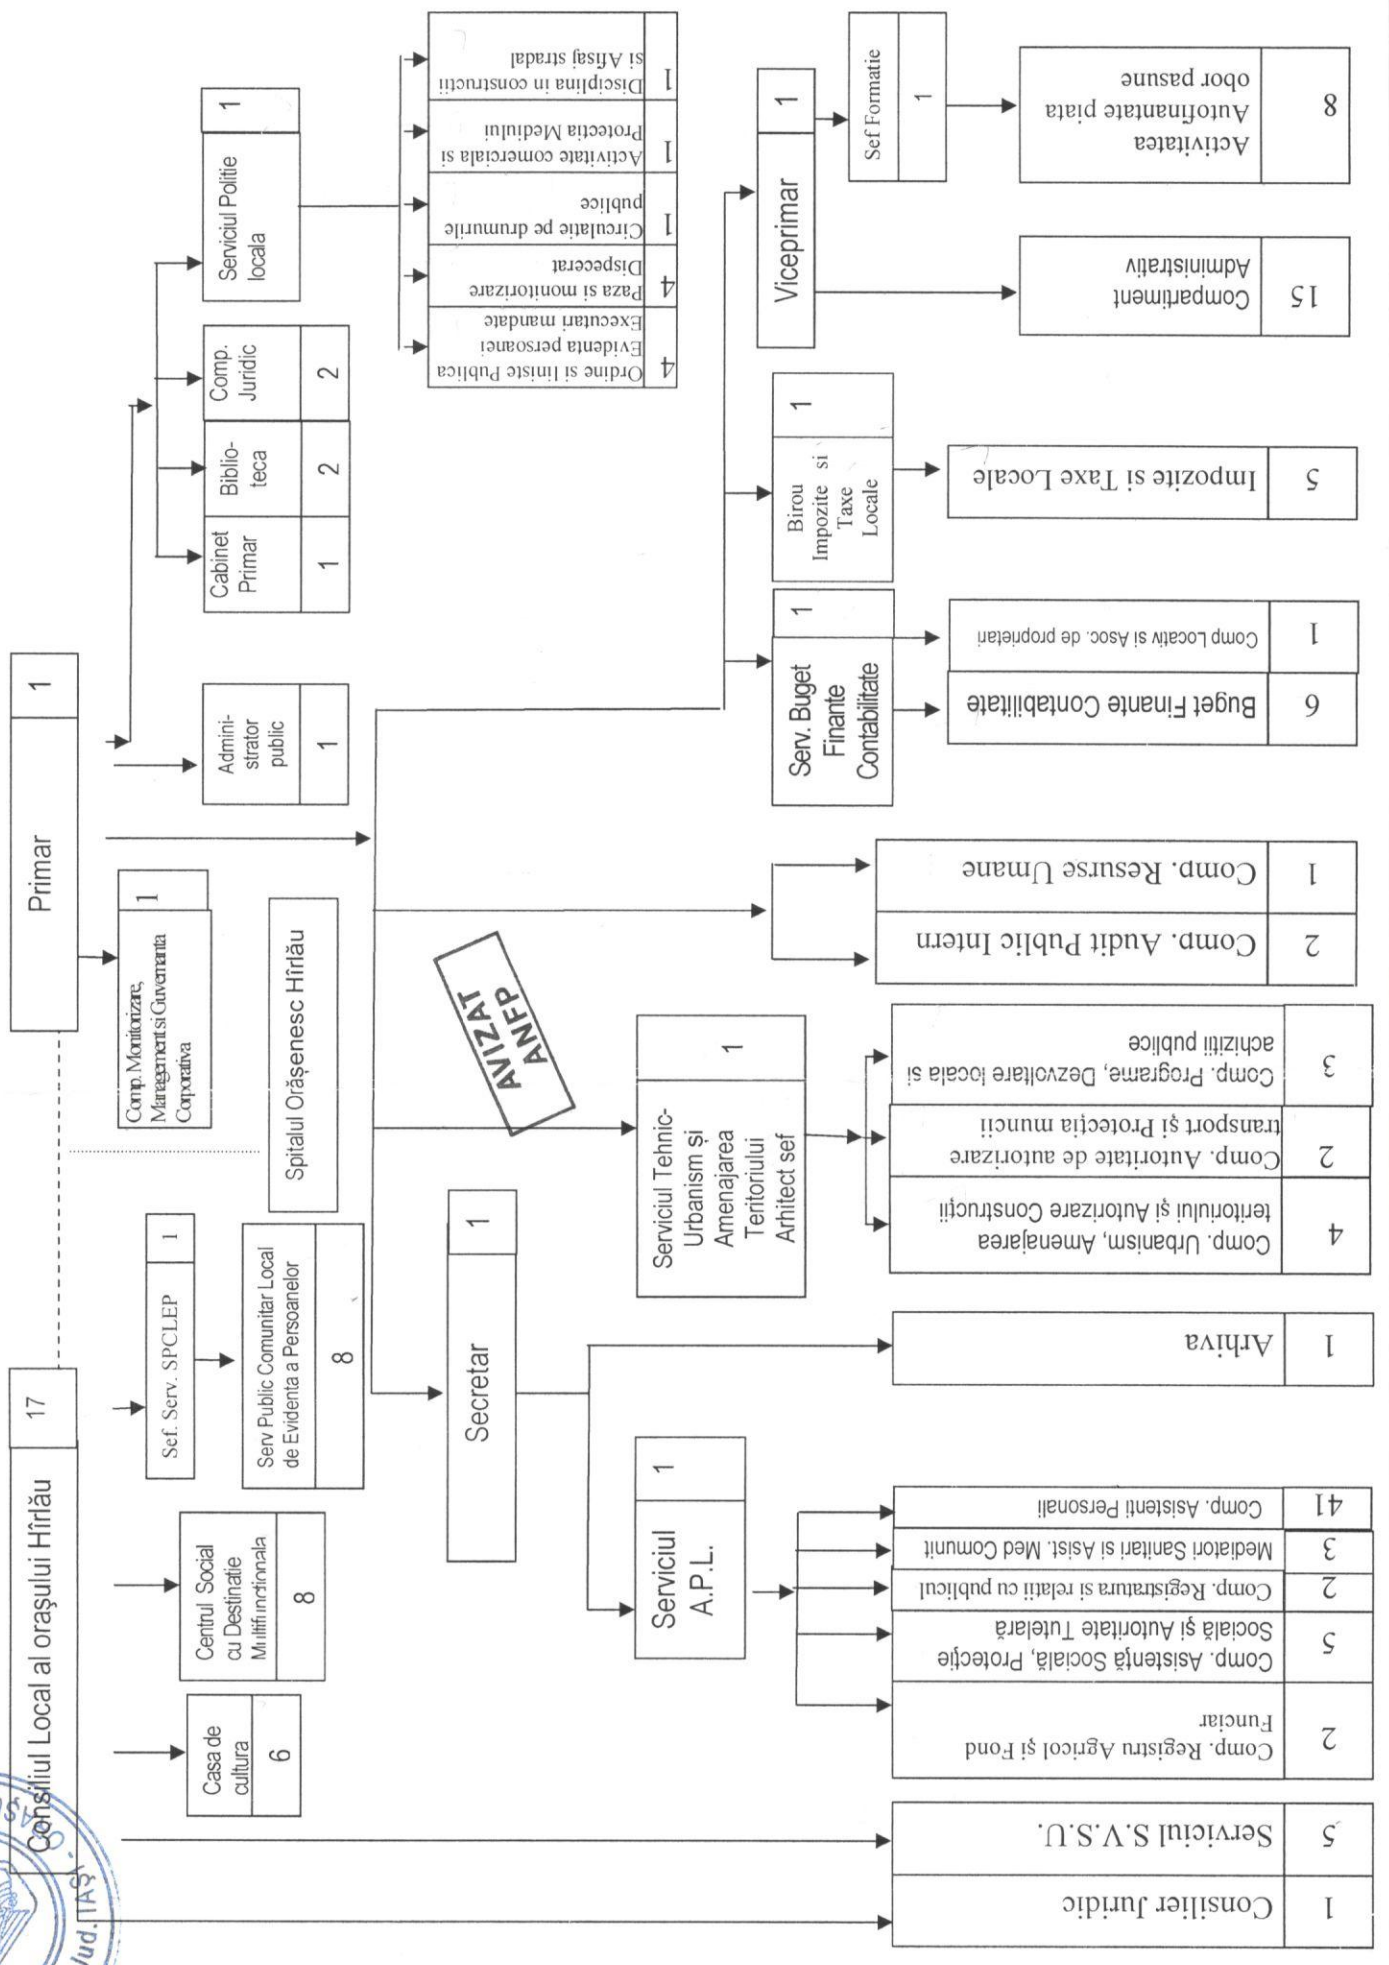 Consiliul Local al orașului Hîrlău
17
Primar
1
Comp. Monitorizare,
Management si Guvernanta
Corporativa
1
Spitalul Orășenesc Hîrlău
Casa de
cultura
6
Centrul Social
cu Destinatie
Multifunctionala
8
Sef. Serv. SPCLEP
1
Serv Public Comunitar Local
de Evidenta a Persoanelor
8
Admini-
strator
public
1
Cabinet
Primar
1
Biblio-
teca
2
Comp.
Juridic
2
Serviciul Politie
locala
1
Ordine si liniste Publica
Evidenta persoanei
Executari mandate
4
Paza si monitorizare
Dispecerat
4
Circulatie pe drumurile
publice
1
Activitate comerciala si
Protectia Mediului
1
Disciplina in constructii
si Afisaj stradal
1
AVIZAT
ANFP
Secretar
1
Serviciul
A.P.L.
1
Serviciul Tehnic-
Urbanism și
Amenajarea
Teritoriului
Arhitect sef
1
Serv. Buget
Finante
Contabilitate
1
Birou
Impozite si
Taxe
Locale
1
Viceprimar
1
Sef Formatie
1
Consilier Juridic
1
Serviciul S.V.S.U.
5
Comp. Registru Agricol și Fond
Funciar
2
Comp. Asistență Socială, Protecție
Socială și Autoritate Tutelară
5
Comp. Registratura si relatii cu publicul
2
Mediatori Sanitari si Asist. Med Comunit
3
Comp. Asistenti Personali
41
Arhiva
1
Comp. Urbanism, Amenajarea
teritoriului și Autorizare Construcții
4
Comp. Autoritate de autorizare
transport și Protecția muncii
2
Comp. Programe, Dezvoltare locala si
achizitii publice
3
Comp. Audit Public Intern
2
Comp. Resurse Umane
1
Buget Finante Contabilitate
6
Comp Locativ si Asoc. de proprietari
1
Impozite si Taxe Locale
5
Compartiment
Administrativ
15
Activitatea
Autofinantate piata
obor pasune
8
Jud. IAȘI